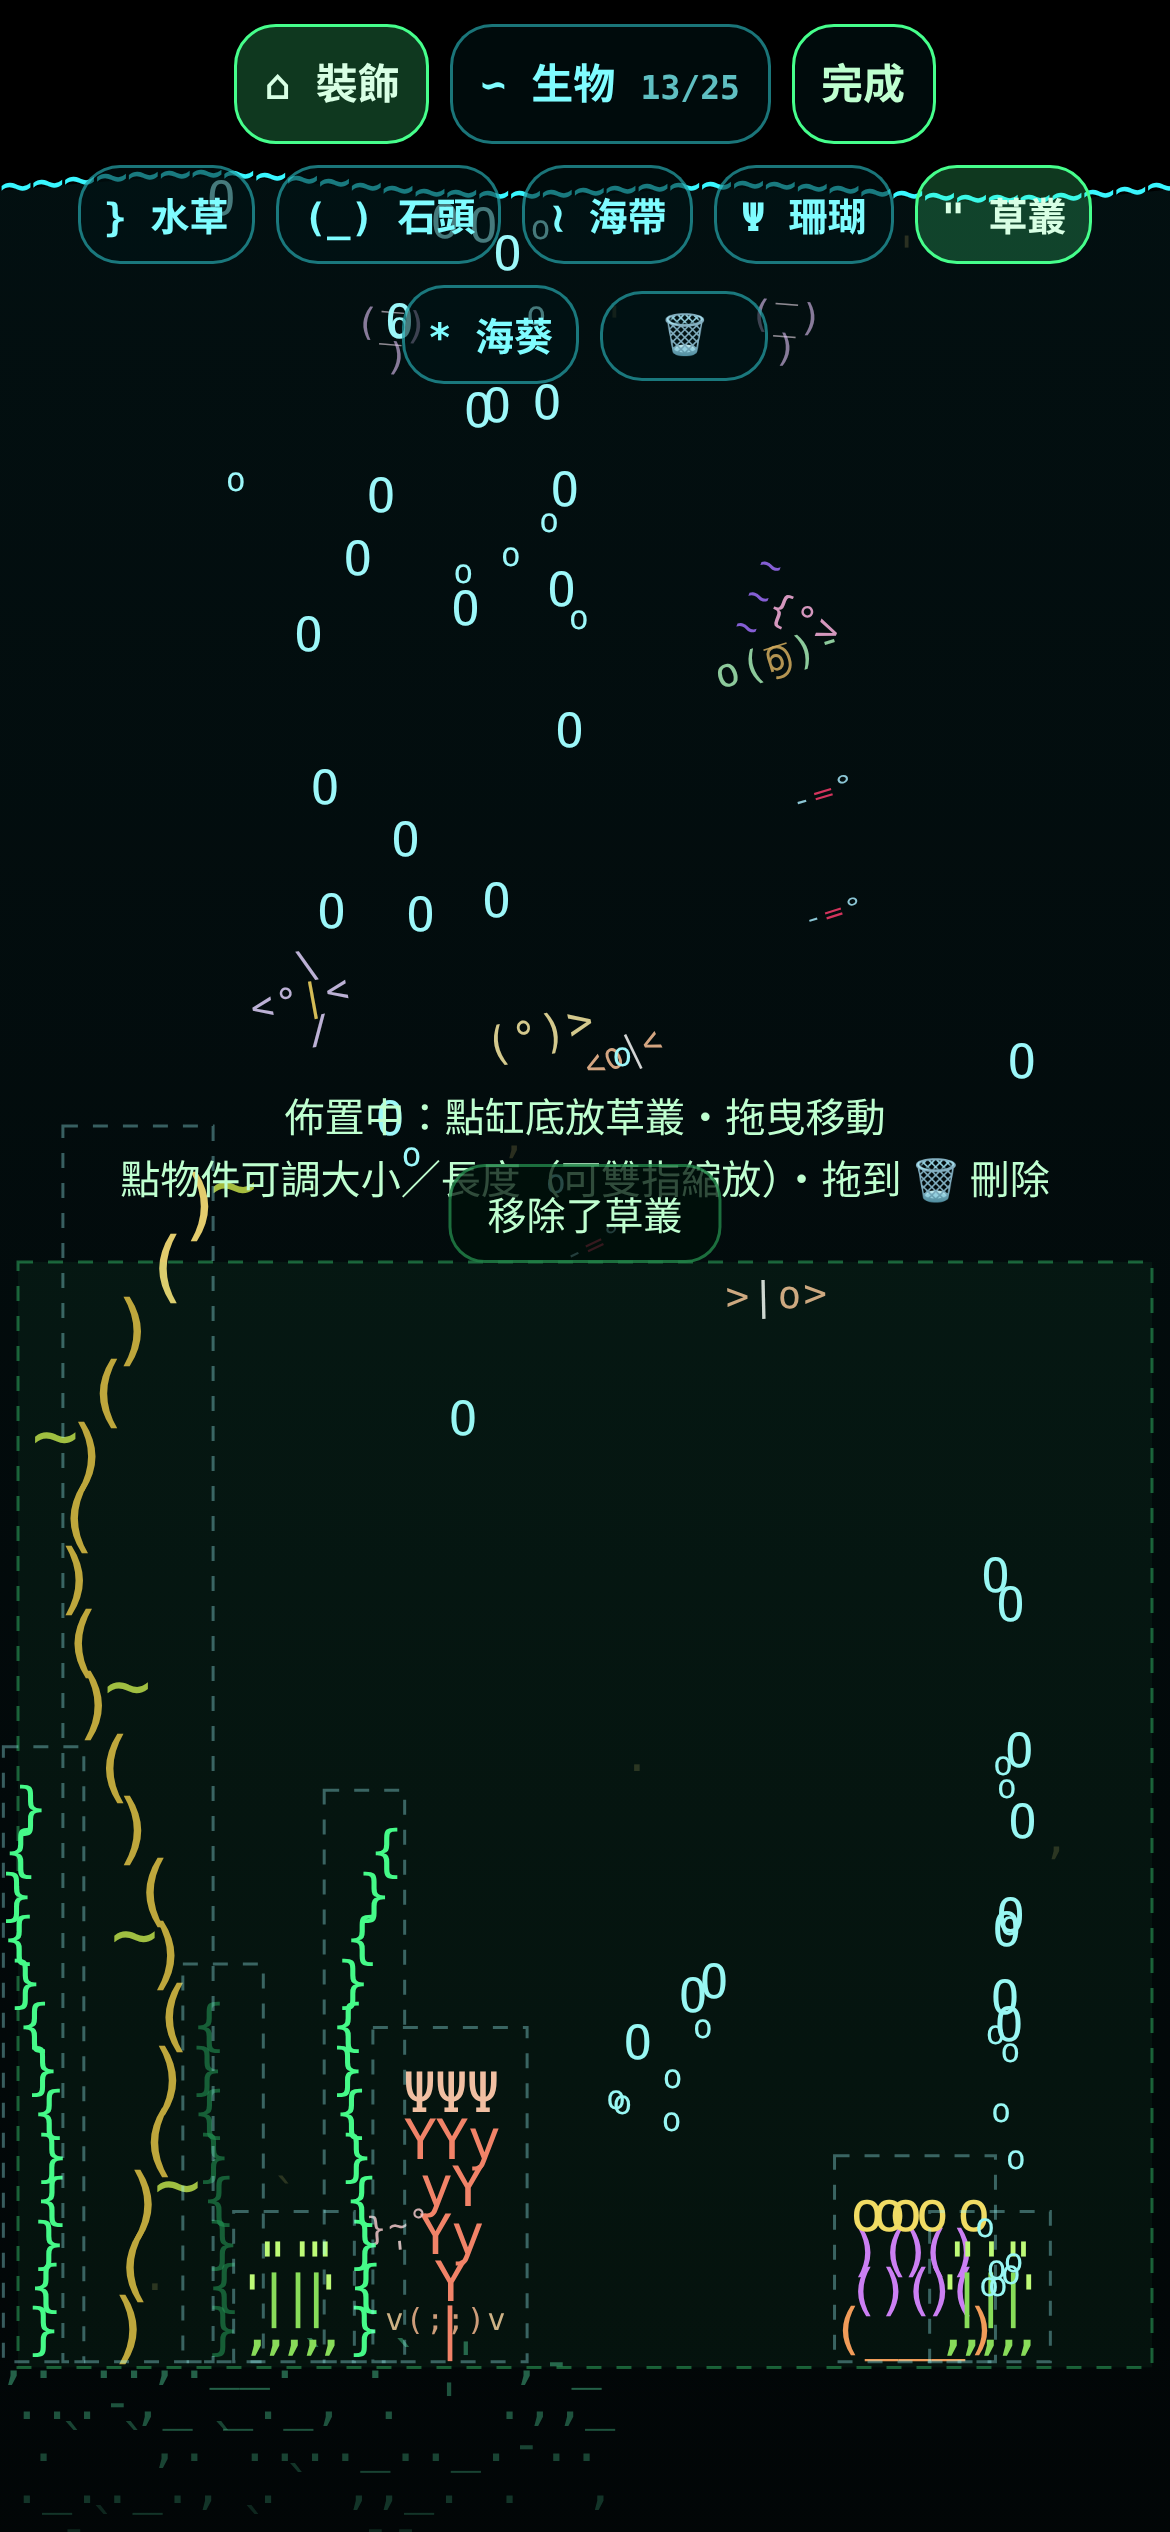 ⌂ 裝飾 ~ 生物 13/25 完成
} 水草 (_) 石頭 ≀ 海帶 Ψ 珊瑚 " 草叢
* 海葵 🗑️
佈置中：點缸底放草叢・拖曳移動
點物件可調大小／長度（可雙指縮放）・拖到 🗑️ 刪除
移除了草叢